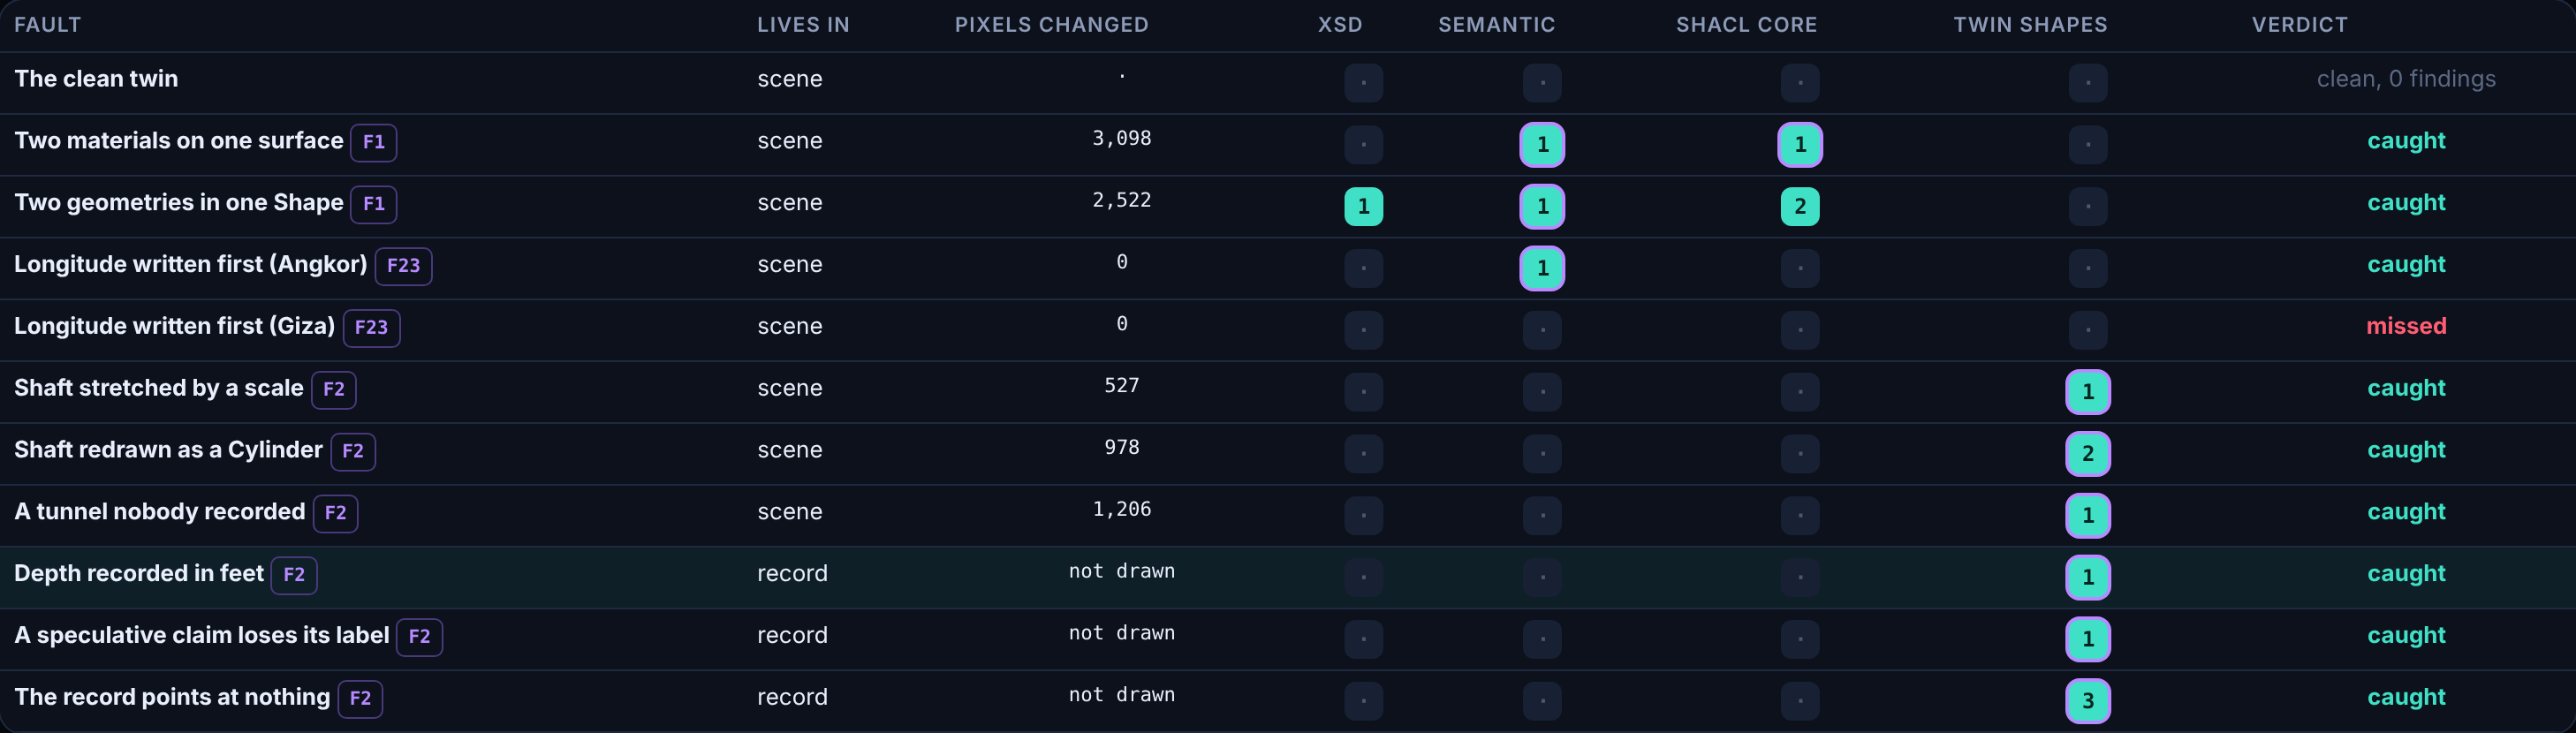 FAULT LIVES IN PIXELS CHANGED XSD SEMANTIC SHACL CORE TWIN SHAPES VERDICT
The clean twin scene · · · · · clean, 0 findings
Two materials on one surface F1 scene 3,098 · 1 1 · caught
Two geometries in one Shape F1 scene 2,522 1 1 2 · caught
Longitude written first (Angkor) F23 scene 0 · 1 · · caught
Longitude written first (Giza) F23 scene 0 · · · · missed
Shaft stretched by a scale F2 scene 527 · · · 1 caught
Shaft redrawn as a Cylinder F2 scene 978 · · · 2 caught
A tunnel nobody recorded F2 scene 1,206 · · · 1 caught
Depth recorded in feet F2 record not drawn · · · 1 caught
A speculative claim loses its label F2 record not drawn · · · 1 caught
The record points at nothing F2 record not drawn · · · 3 caught